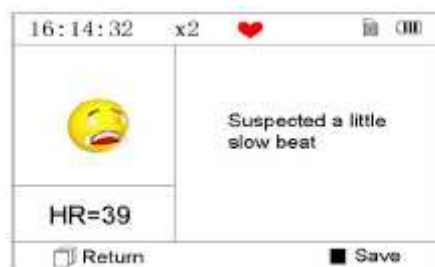 16:14:32 x2
Suspected a little
slow beat
HR=39
Return Save